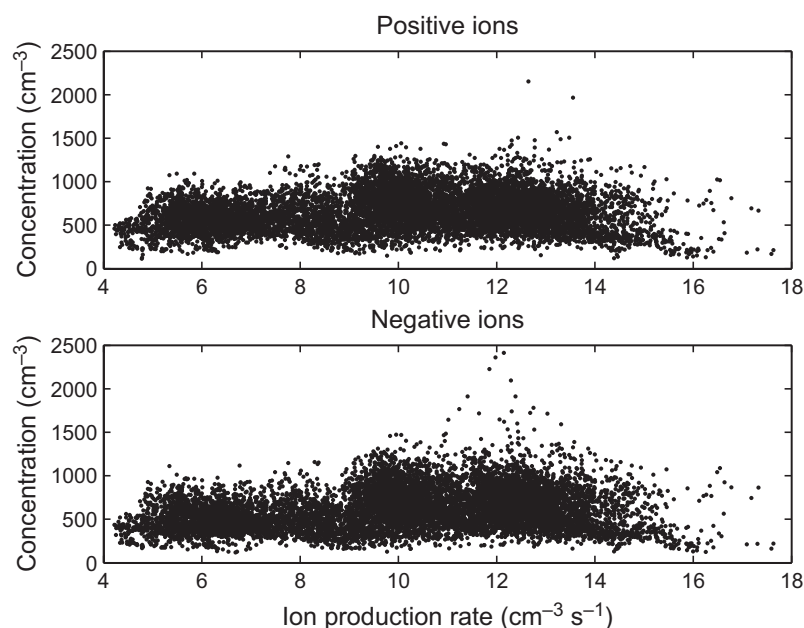 Positive ions
Concentration (cm⁻³)
2500
2000
1500
1000
500
0
4 6 8 10 12 14 16 18
Negative ions
Concentration (cm⁻³)
2500
2000
1500
1000
500
0
4 6 8 10 12 14 16 18
Ion production rate (cm⁻³ s⁻¹)